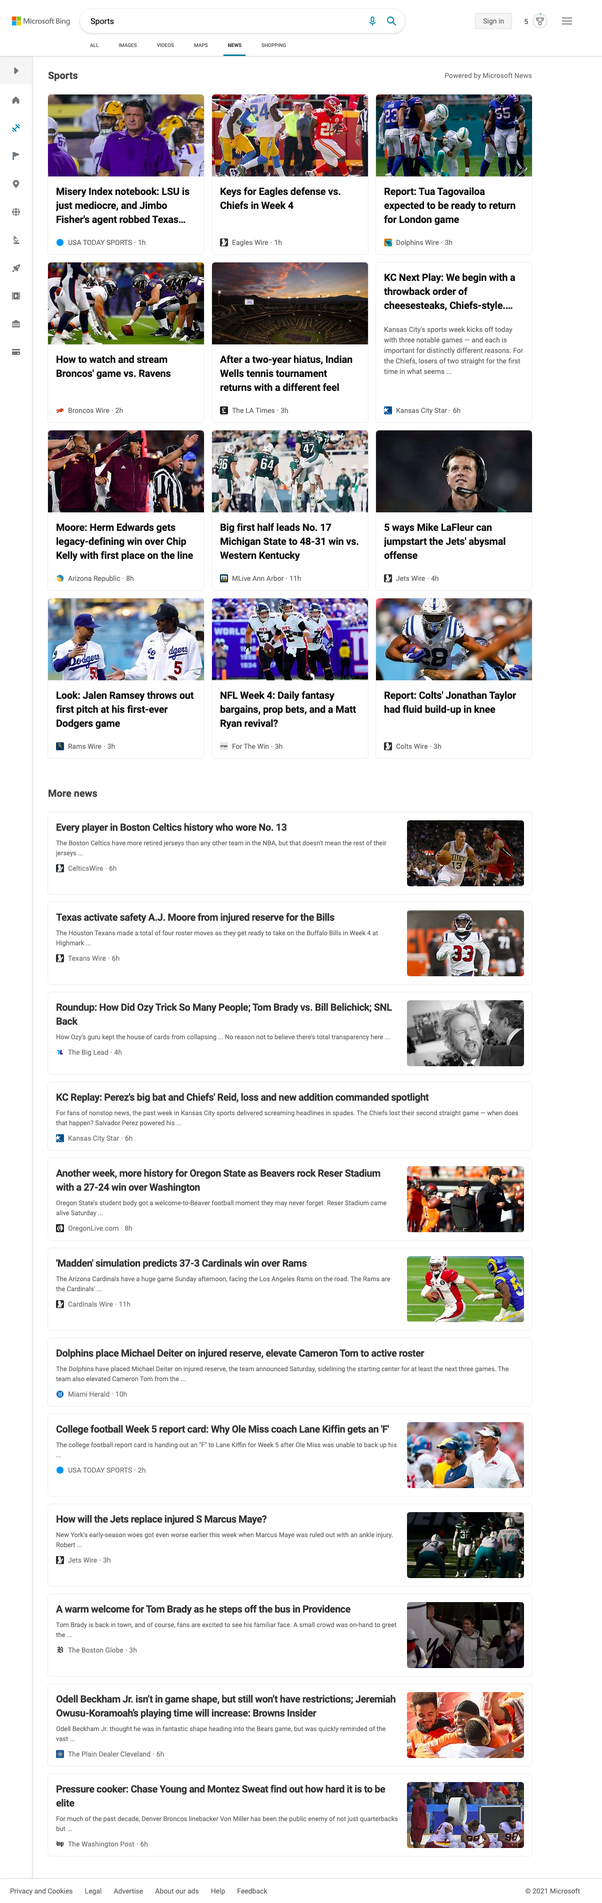 Microsoft Bing
Sports
Sign in
5
ALL IMAGES VIDEOS MAPS NEWS SHOPPING
Sports
Powered by Microsoft News
Misery Index notebook: LSU is
just mediocre, and Jimbo
Fisher's agent robbed Texas...
USA TODAY SPORTS · 1h
Keys for Eagles defense vs.
Chiefs in Week 4
Eagles Wire · 1h
Report: Tua Tagovailoa
expected to be ready to return
for London game
Dolphins Wire · 3h
How to watch and stream
Broncos' game vs. Ravens
Broncos Wire · 2h
After a two-year hiatus, Indian
Wells tennis tournament
returns with a different feel
The LA Times · 3h
KC Next Play: We begin with a
throwback order of
cheesesteaks, Chiefs-style....
Kansas City's sports week kicks off today
with three notable games — and each is
important for distinctly different reasons. For
the Chiefs, losers of two straight for the first
time in what seems ...
Kansas City Star · 6h
Moore: Herm Edwards gets
legacy-defining win over Chip
Kelly with first place on the line
Arizona Republic · 8h
Big first half leads No. 17
Michigan State to 48-31 win vs.
Western Kentucky
MLive Ann Arbor · 11h
5 ways Mike LaFleur can
jumpstart the Jets' abysmal
offense
Jets Wire · 4h
Look: Jalen Ramsey throws out
first pitch at his first-ever
Dodgers game
Rams Wire · 3h
NFL Week 4: Daily fantasy
bargains, prop bets, and a Matt
Ryan revival?
For The Win · 3h
Report: Colts' Jonathan Taylor
had fluid build-up in knee
Colts Wire · 3h
More news
Every player in Boston Celtics history who wore No. 13
The Boston Celtics have more retired jerseys than any other team in the NBA, but that doesn't mean the rest of their
jerseys ...
CelticsWire · 6h
Texas activate safety A.J. Moore from injured reserve for the Bills
The Houston Texans made a total of four roster moves as they get ready to take on the Buffalo Bills in Week 4 at
Highmark ...
Texans Wire · 6h
Roundup: How Did Ozy Trick So Many People; Tom Brady vs. Bill Belichick; SNL
Back
How Ozy's guru kept the house of cards from collapsing ... No reason not to believe there's total transparency here ...
The Big Lead · 4h
KC Replay: Perez's big bat and Chiefs' Reid, loss and new addition commanded spotlight
For fans of nonstop news, the past week in Kansas City sports delivered screaming headlines in spades. The Chiefs lost their second straight game — when does
that happen? Salvador Perez powered his ...
Kansas City Star · 6h
Another week, more history for Oregon State as Beavers rock Reser Stadium
with a 27-24 win over Washington
Oregon State's student body got a welcome-to-Beaver football moment they may never forget. Reser Stadium came
alive Saturday ...
OregonLive.com · 8h
'Madden' simulation predicts 37-3 Cardinals win over Rams
The Arizona Cardinals have a huge game Sunday afternoon, facing the Los Angeles Rams on the road. The Rams are
the Cardinals' ...
Cardinals Wire · 11h
Dolphins place Michael Deiter on injured reserve, elevate Cameron Tom to active roster
The Dolphins have placed Michael Deiter on injured reserve, the team announced Saturday, sidelining the starting center for at least the next three games. The
team also elevated Cameron Tom from the ...
Miami Herald · 10h
College football Week 5 report card: Why Ole Miss coach Lane Kiffin gets an 'F'
The college football report card is handing out an "F" to Lane Kiffin for Week 5 after Ole Miss was unable to back up his
...
USA TODAY SPORTS · 2h
How will the Jets replace injured S Marcus Maye?
New York's early-season woes got even worse earlier this week when Marcus Maye was ruled out with an ankle injury.
Robert ...
Jets Wire · 3h
A warm welcome for Tom Brady as he steps off the bus in Providence
Tom Brady is back in town, and of course, fans are excited to see his familiar face. A small crowd was on-hand to greet
the ...
The Boston Globe · 3h
Odell Beckham Jr. isn't in game shape, but still won't have restrictions; Jeremiah
Owusu-Koramoah's playing time will increase: Browns Insider
Odell Beckham Jr. thought he was in fantastic shape heading into the Bears game, but was quickly reminded of the
vast ...
The Plain Dealer Cleveland · 6h
Pressure cooker: Chase Young and Montez Sweat find out how hard it is to be
elite
For much of the past decade, Denver Broncos linebacker Von Miller has been the public enemy of not just quarterbacks
but ...
The Washington Post · 6h
Privacy and Cookies Legal Advertise About our ads Help Feedback
© 2021 Microsoft